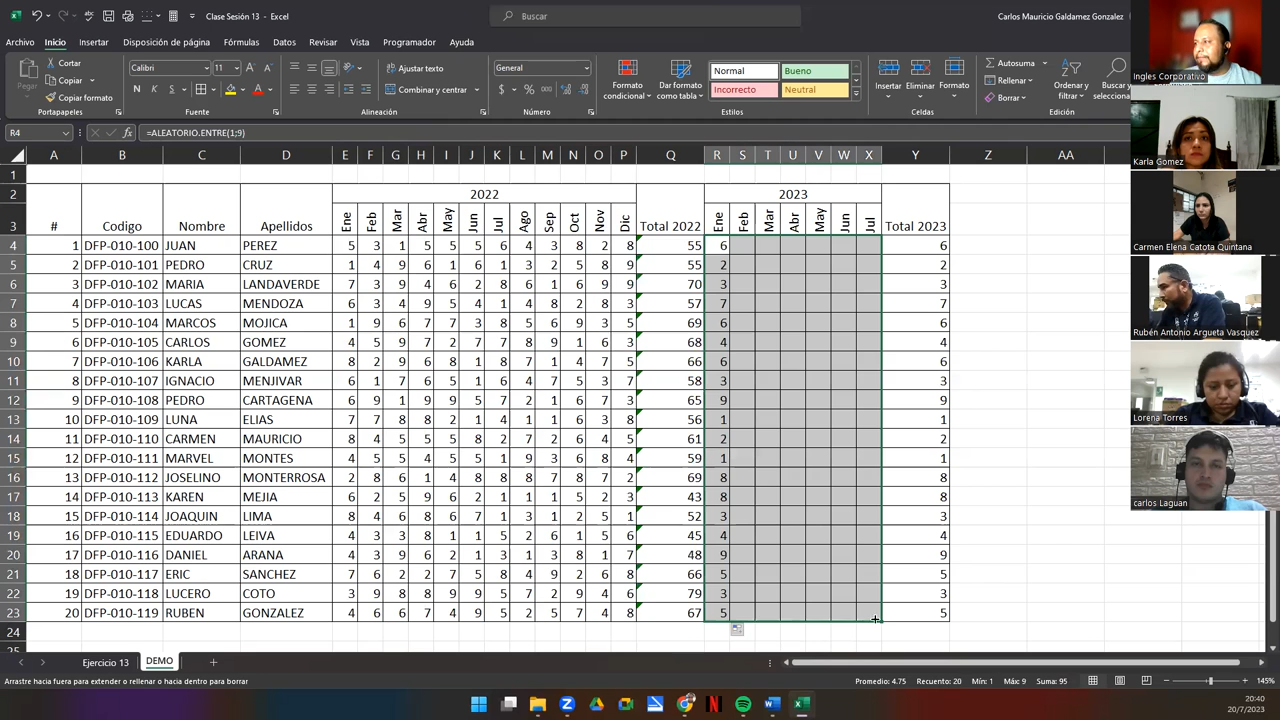 Clase Sesión 13 - Excel
Buscar
Carlos Mauricio Galdamez Gonzalez
Archivo Inicio Insertar Disposición de página Fórmulas Datos Revisar Vista Programador Ayuda
Pegar
Cortar
Copiar
Copiar formato
Portapapeles
Calibri 11
N K S
Fuente
Ajustar texto
Combinar y centrar
Alineación
General
Número
Formato condicional
Dar formato como tabla
Normal Bueno
Incorrecto Neutral
Estilos
Insertar Eliminar Formato
Celdas
Autosuma
Rellenar
Borrar
Ordenar y filtrar
Buscar y
Edición
R4 fx =ALEATORIO.ENTRE(1;9)
A B C D E F G H I J K L M N O P Q R S T U V W X Y Z AA
1
2 2022 2023
3 # Codigo Nombre Apellidos Ene Feb Mar Abr May Jun Jul Ago Sep Oct Nov Dic Total 2022 Ene Feb Mar Abr May Jun Jul Total 2023
4 1 DFP-010-100 JUAN PEREZ 5 3 1 5 5 8 6 4 3 8 2 8 55 6 6
5 2 DFP-010-101 PEDRO CRUZ 1 4 9 6 1 6 1 3 2 5 8 9 55 2 2
6 3 DFP-010-102 MARIA LANDAVERDE 7 3 9 4 6 1 8 6 1 6 9 9 70 3 3
7 4 DFP-010-103 LUCAS MENDOZA 6 3 4 9 5 8 4 4 8 2 8 3 57 7 7
8 5 DFP-010-104 MARCOS MOJICA 1 9 6 7 7 3 8 5 6 9 3 5 69 6 6
9 6 DFP-010-105 CARLOS GOMEZ 4 5 9 7 2 7 8 9 1 6 3 68 4 4
10 7 DFP-010-106 KARLA GALDAMEZ 8 2 9 6 8 1 8 7 1 4 7 5 66 6 6
11 8 DFP-010-107 IGNACIO MENJIVAR 6 1 7 6 5 1 6 4 7 5 3 7 58 3 3
12 9 DFP-010-108 PEDRO CARTAGENA 6 9 1 9 9 5 7 2 1 6 7 3 65 9 9
13 10 DFP-010-109 LUNA ELIAS 7 7 8 8 2 4 1 1 6 3 8 56 1 1
14 11 DFP-010-110 CARMEN MAURICIO 8 4 5 5 5 8 4 7 2 6 4 5 61 2 2
15 12 DFP-010-111 MARVEL MONTES 4 5 5 4 5 5 1 9 3 6 8 4 59 1 1
16 13 DFP-010-112 JOSELINO MONTERROSA 2 8 6 1 4 9 8 7 8 7 2 69 8 8
17 14 DFP-010-113 KAREN MEJIA 6 2 5 9 6 1 1 2 1 5 2 3 43 8 8
18 15 DFP-010-114 JOAQUIN LIMA 8 4 6 8 6 1 3 1 2 5 1 52 3 3
19 16 DFP-010-115 EDUARDO LEIVA 4 3 3 8 1 1 5 2 6 1 5 6 45 4 4
20 17 DFP-010-116 DANIEL ARANA 4 3 9 6 2 1 3 1 3 8 1 7 48 9 9
21 18 DFP-010-117 ERIC SANCHEZ 7 6 2 2 7 5 8 4 9 2 6 8 66 5 5
22 19 DFP-010-118 LUCERO COTO 3 9 8 8 9 9 5 7 2 9 4 6 79 3 3
23 20 DFP-010-119 RUBEN GONZALEZ 4 6 6 7 4 9 5 2 5 7 4 8 67 5 5
24
25
Ejercicio 13 DEMO
Arrastre hacia fuera para extender o rellenar o hacia dentro para borrar
Promedio: 4.75 Recuento: 20 Mín: 1 Máx: 9 Suma: 95
145%
20:40
20/7/2023
Ingles Corporativo
Karla Gomez
Carmen Elena Catota Quintana
Rubén Antonio Argueta Vasquez
Lorena Torres
carlos Laguan